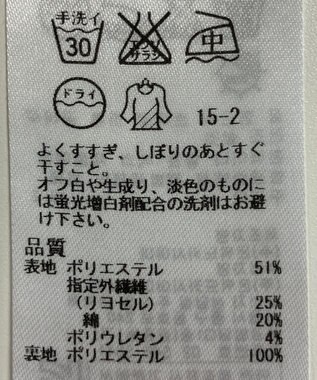 手洗イ
30
エンソ
サラシ
中
ドライ
15-2
よくすすぎ、しぼりのあとすぐ
干すこと。
オフ白や生成り、淡色のものに
は蛍光増白剤配合の洗剤はお避
け下さい。
品質
表地 ポリエステル 51%
指定外繊維
(リヨセル) 25%
綿 20%
ポリウレタン 4%
裏地 ポリエステル 100%